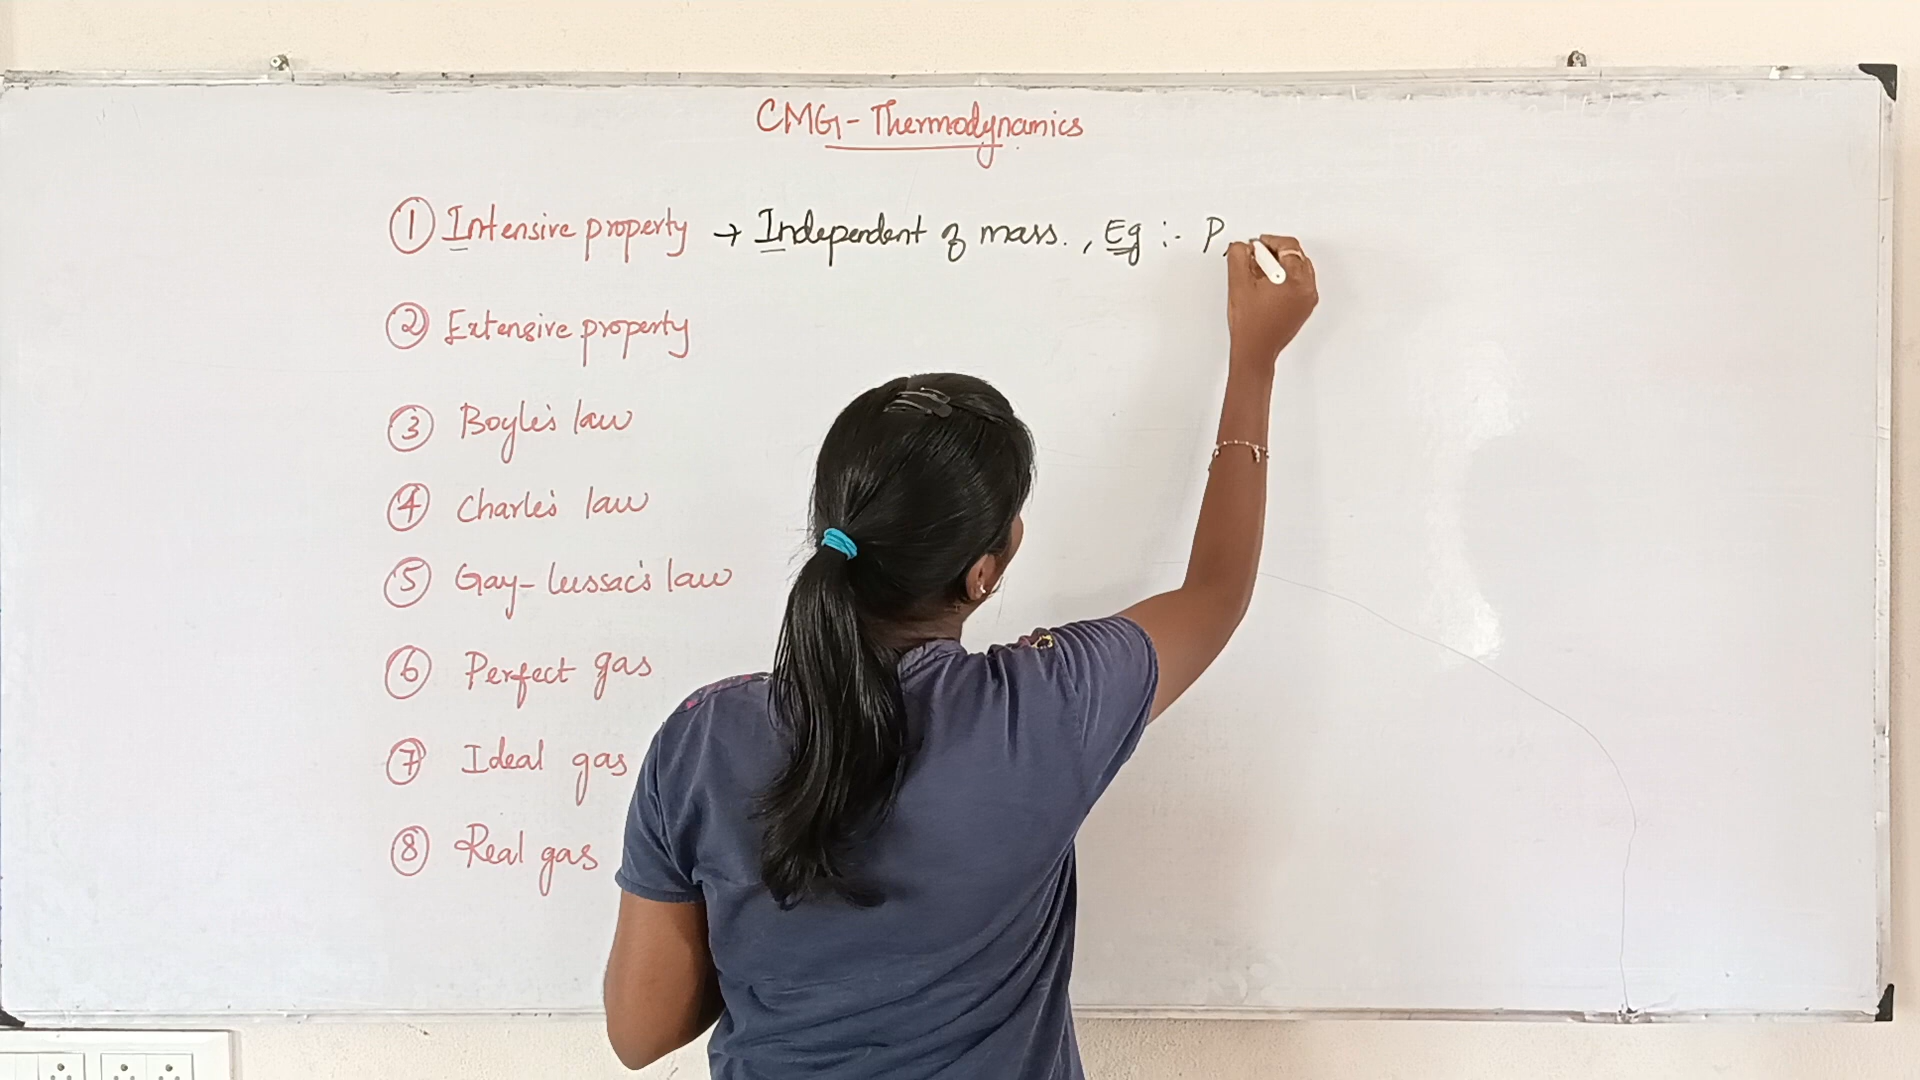 CMG-Thermodynamics
① Intensive property → Independent of mass. , Eg :- P,
② Extensive property
③ Boyle's law
④ Charle's law
⑤ Gay-lussac's law
⑥ Perfect gas
⑦ Ideal gas
⑧ Real gas